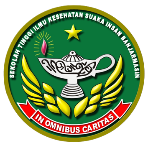 SEKOLAH TINGGI ILMU KESEHATAN SUAKA INSAN BANJARMASIN
IN OMNIBUS CARITAS